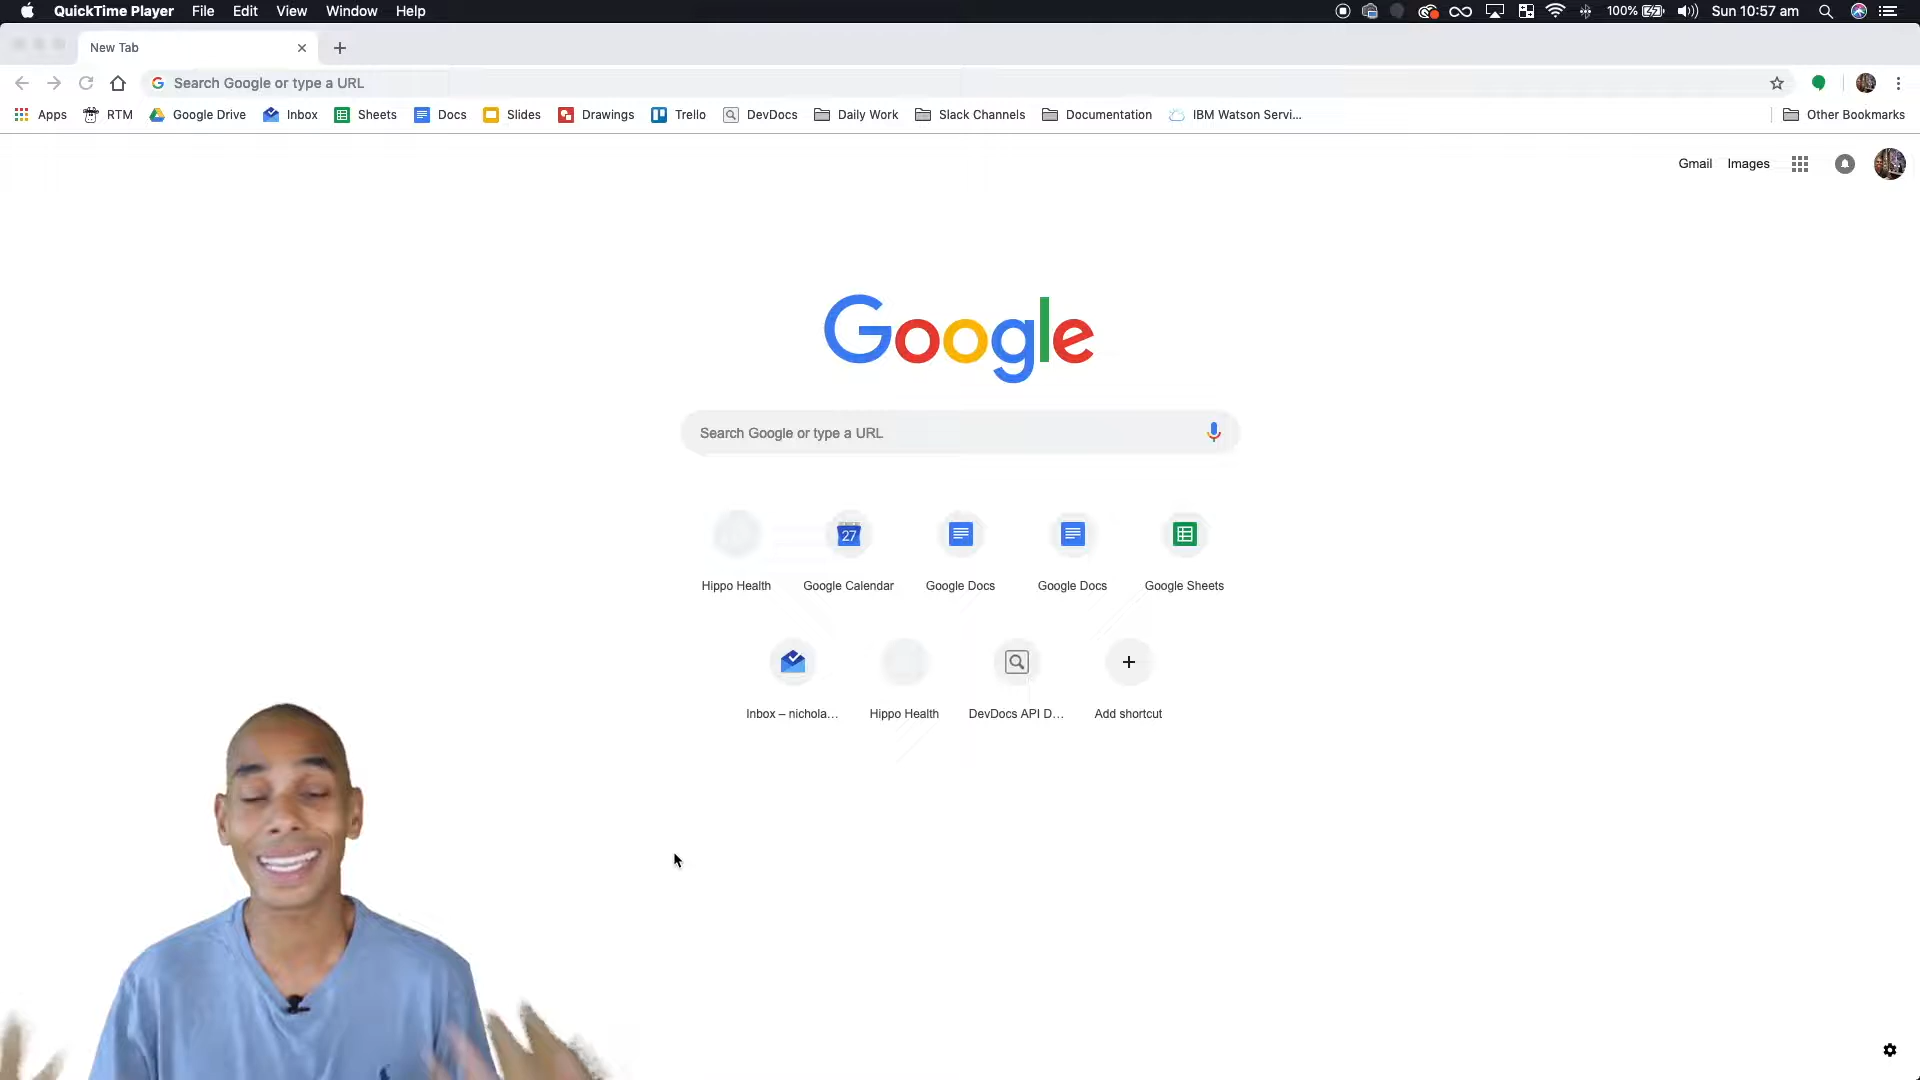 QuickTime Player File Edit View Window Help 100% Sun 10:57 am
New Tab
Search Google or type a URL
Apps RTM Google Drive Inbox Sheets Docs Slides Drawings Trello DevDocs Daily Work Slack Channels Documentation IBM Watson Servi... Other Bookmarks
Gmail Images
Google
Search Google or type a URL
27
Hippo Health Google Calendar Google Docs Google Docs Google Sheets
Inbox – nichola... Hippo Health DevDocs API D... Add shortcut